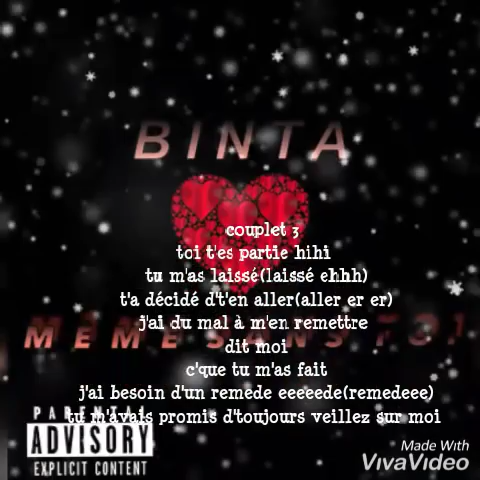 BINTA
couplet 3
toi t'es partie hihi
tu m'as laissé(laissé ehhh)
t'a décidé d't'en aller(aller er er)
j'ai du mal à m'en remettre
MÊME SANS TOI
dit moi
c'que tu m'as fait
j'ai besoin d'un remede eeeeede(remedeee)
tu m'avais promis d'toujours veillez sur moi
PARENTAL
ADVISORY
EXPLICIT CONTENT
Made With
VivaVideo